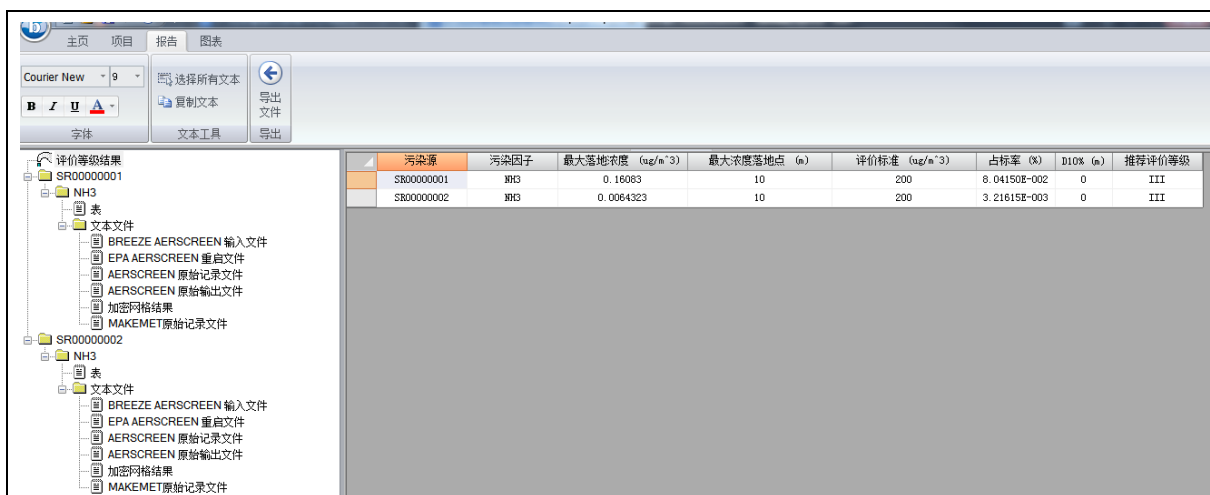 主页 项目 报告 图表
Courier New 9 选择所有文本
B I U A 复制文本 导出
文件
字体 文本工具 导出
评价等级结果
SR00000001
NH3
表
文本文件
BREEZE AERSCREEN 输入文件
EPA AERSCREEN 重启文件
AERSCREEN 原始记录文件
AERSCREEN 原始输出文件
加密网格结果
MAKEMET原始记录文件
SR00000002
NH3
表
文本文件
BREEZE AERSCREEN 输入文件
EPA AERSCREEN 重启文件
AERSCREEN 原始记录文件
AERSCREEN 原始输出文件
加密网格结果
MAKEMET原始记录文件
污染源 污染因子 最大落地浓度 (ug/m^3) 最大浓度落地点 (m) 评价标准 (ug/m^3) 占标率 (%) D10% (m) 推荐评价等级
SR00000001 NH3 0.16083 10 200 8.04150E-002 0 III
SR00000002 NH3 0.0064323 10 200 3.21615E-003 0 III